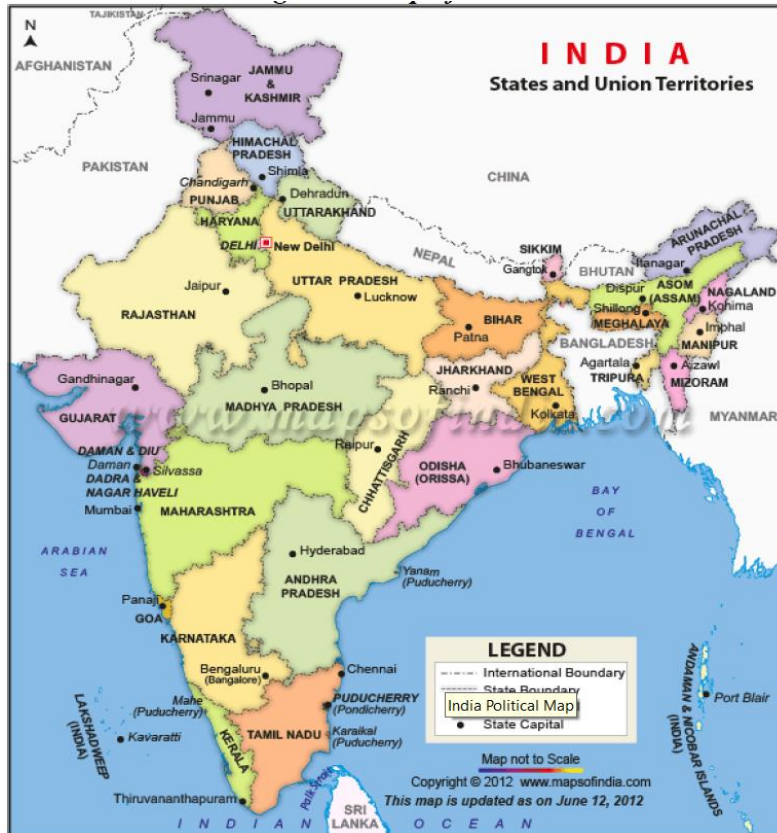 TAJIKISTAN
N
INDIA
States and Union Territories
AFGHANISTAN
JAMMU
&
KASHMIR
Srinagar
Jammu
PAKISTAN
HIMACHAL
PRADESH
Shimla
CHINA
Chandigarh
PUNJAB
Dehradun
UTTARAKHAND
HARYANA
DELHI
New Delhi
NEPAL
SIKKIM
Gangtok
BHUTAN
ARUNACHAL
PRADESH
Itanagar
Jaipur
RAJASTHAN
UTTAR PRADESH
Lucknow
BIHAR
Patna
Dispur
ASOM
(ASSAM)
NAGALAND
Kohima
Shillong
MEGHALAYA
Imphal
MANIPUR
BANGLADESH
Agartala
TRIPURA
Aizawl
MIZORAM
MYANMAR
Gandhinagar
GUJARAT
Bhopal
MADHYA PRADESH
JHARKHAND
Ranchi
WEST
BENGAL
Kolkata
www.mapsofindia.com
Raipur
CHHATTISGARH
ODISHA
(ORISSA)
Bhubaneswar
DAMAN & DIU
Daman
Silvassa
DADRA &
NAGAR HAVELI
Mumbai
MAHARASHTRA
BAY
OF
BENGAL
ARABIAN
SEA
Hyderabad
ANDHRA
PRADESH
Yanam
(Puducherry)
Panaji
GOA
KARNATAKA
Bengaluru
(Bangalore)
Chennai
Mahe
(Puducherry)
PUDUCHERRY
(Pondicherry)
Karaikal
(Puducherry)
TAMIL NADU
KERALA
LAKSHADWEEP
(INDIA)
Kavaratti
Thiruvananthapuram
Palk Strait
SRI
LANKA
INDIAN OCEAN
ANDAMAN & NICOBAR ISLANDS
(INDIA)
Port Blair
LEGEND
International Boundary
State Boundary
India Political Map
State Capital
Map not to Scale
Copyright © 2012 www.mapsofindia.com
This map is updated as on June 12, 2012